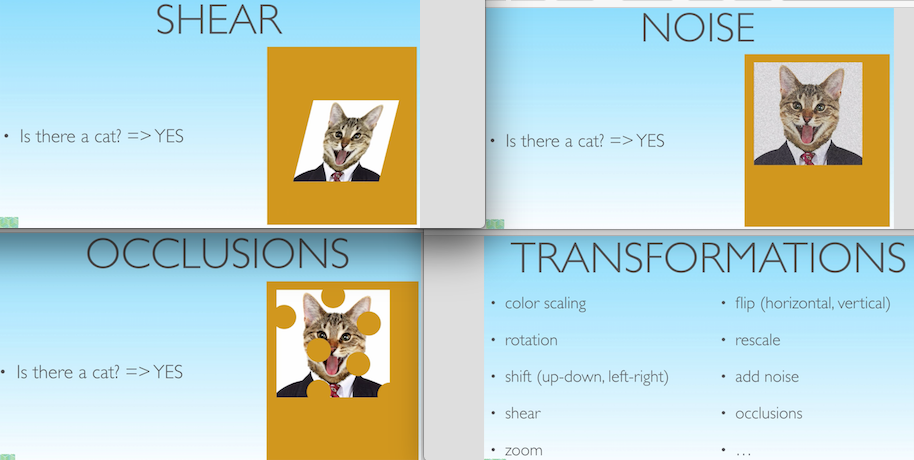 SHEAR
• Is there a cat? => YES
NOISE
• Is there a cat? => YES
OCCLUSIONS
• Is there a cat? => YES
TRANSFORMATIONS
• color scaling
• rotation
• shift (up-down, left-right)
• shear
• zoom
• flip (horizontal, vertical)
• rescale
• add noise
• occlusions
• …